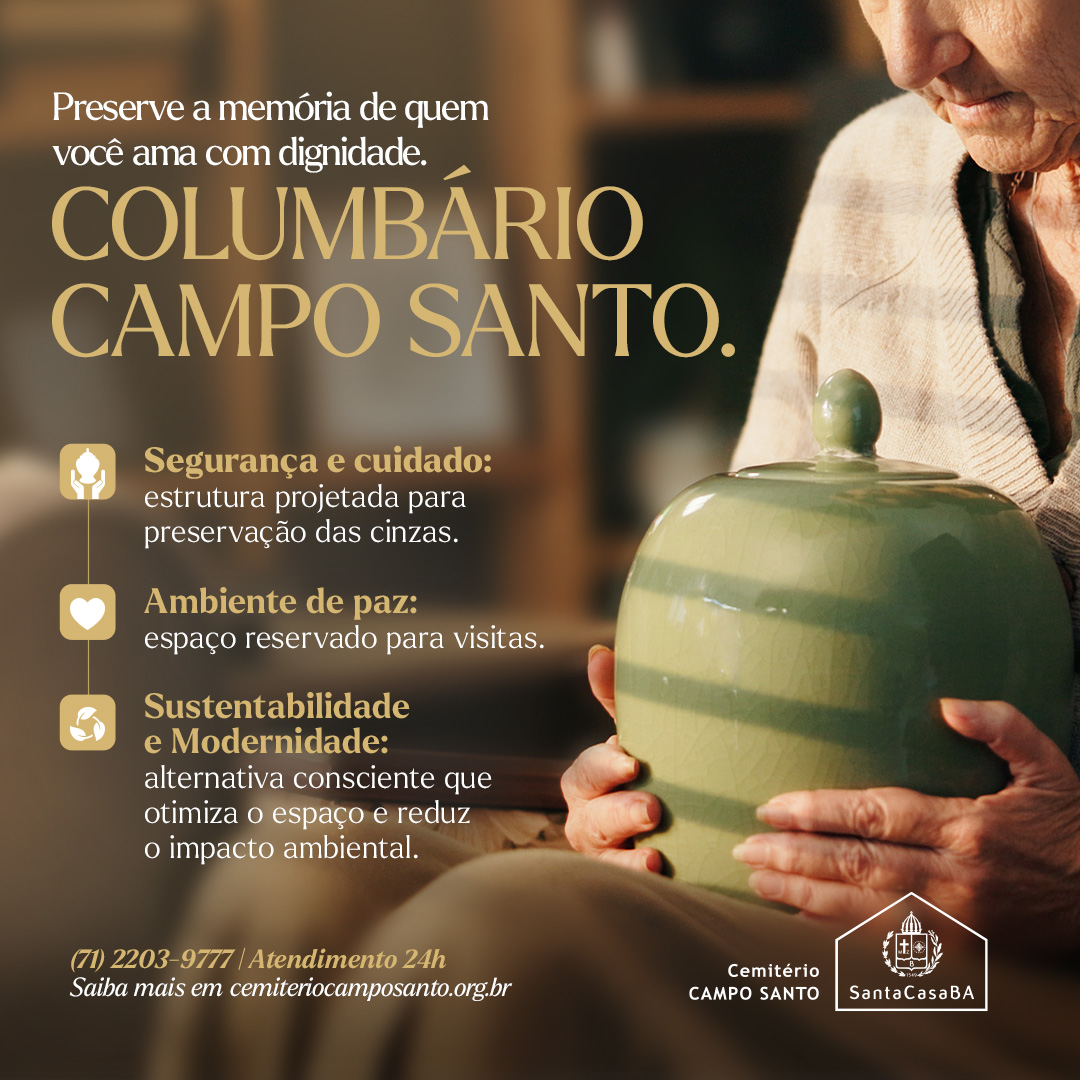 Preserve a memória de quem
você ama com dignidade.
COLUMBÁRIO
CAMPO SANTO.
Segurança e cuidado:
estrutura projetada para
preservação das cinzas.
Ambiente de paz:
espaço reservado para visitas.
Sustentabilidade
e Modernidade:
alternativa consciente que
otimiza o espaço e reduz
o impacto ambiental.
(71) 2203-9777 | Atendimento 24h
Saiba mais em cemiteriocamposanto.org.br
Cemitério
CAMPO SANTO
SantaCasaBA